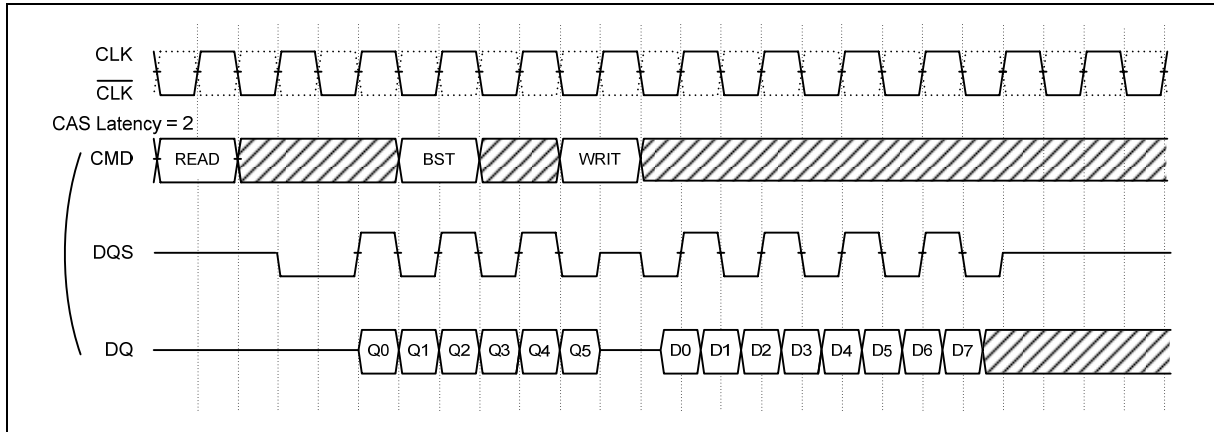 CLK
C̅L̅K̅
CAS Latency = 2
CMD READ BST WRIT
DQS
DQ Q0 Q1 Q2 Q3 Q4 Q5 D0 D1 D2 D3 D4 D5 D6 D7